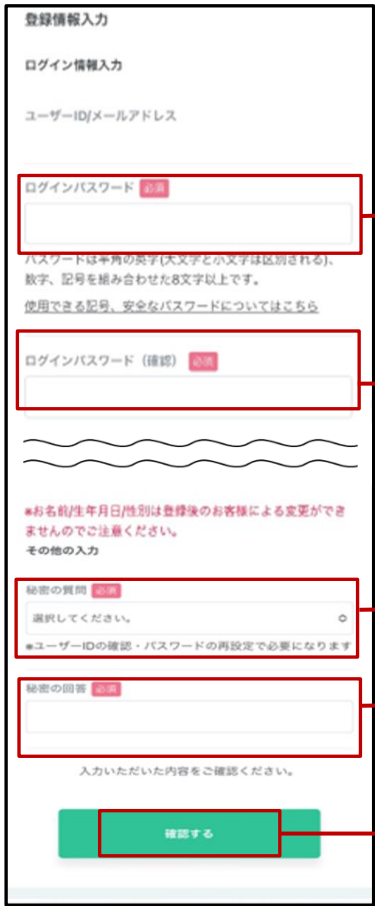 登録情報入力
ログイン情報入力
ユーザーID/メールアドレス
ログインパスワード 必須
パスワードは半角の英字(大文字と小文字は区別される)、
数字、記号を組み合わせた8文字以上です。
使用できる記号、安全なパスワードについてはこちら
ログインパスワード（確認） 必須
※お名前/生年月日/性別は登録後のお客様による変更ができ
ませんのでご注意ください。
その他の入力
秘密の質問 必須
選択してください。
※ユーザーIDの確認・パスワードの再設定で必要になります
秘密の回答 必須
入力いただいた内容をご確認ください。
確認する